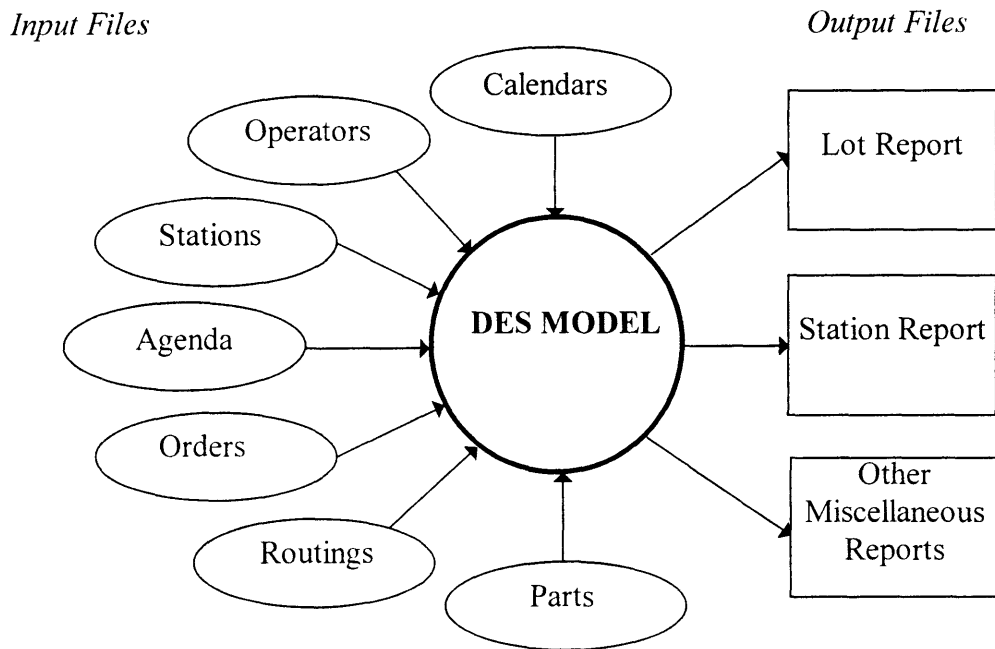 Input Files
Output Files
Calendars
Operators
Stations
Agenda
Orders
Routings
Parts
DES MODEL
Lot Report
Station Report
Other
Miscellaneous
Reports